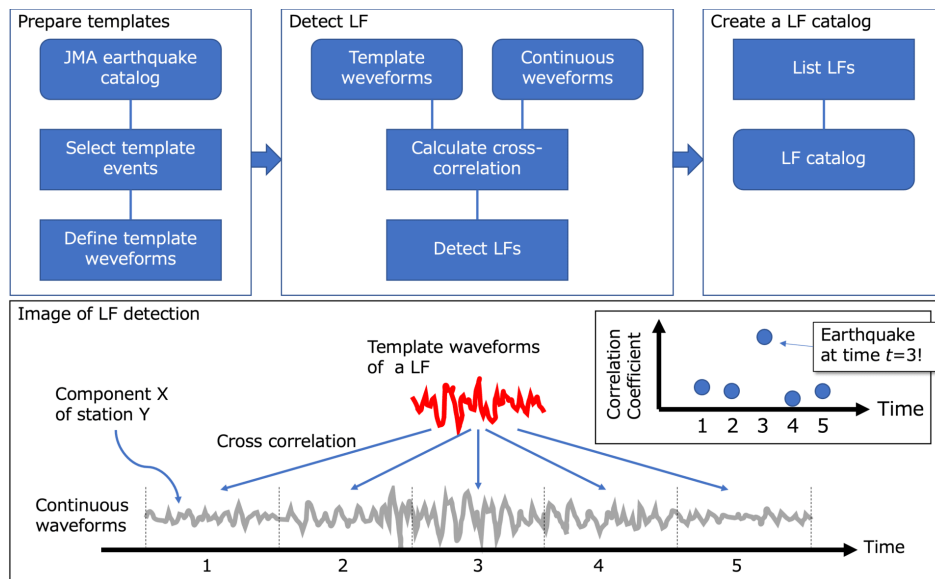 Prepare templates
JMA earthquake
catalog
Select template
events
Define template
weveforms
Detect LF
Template
weveforms
Continuous
waveforms
Calculate cross-
correlation
Detect LFs
Create a LF catalog
List LFs
LF catalog
Image of LF detection
Template waveforms
of a LF
Component X
of station Y
Cross correlation
Continuous
waveforms
1
2
3
4
5
Time
Correlation
Coefficient
Earthquake
at time t=3!
Time
1
2
3
4
5